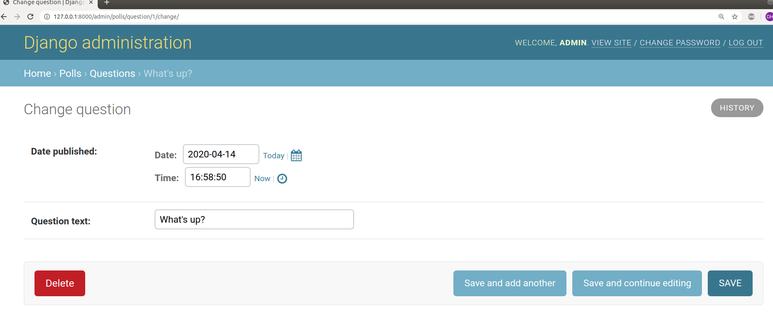 Change question | Djang
127.0.0.1:8000/admin/polls/question/1/change/
Django administration
WELCOME, ADMIN. VIEW SITE / CHANGE PASSWORD / LOG OUT
Home › Polls › Questions › What's up?
Change question
HISTORY
Date published:
Date: 2020-04-14 Today |
Time: 16:58:50 Now |
Question text: What's up?
Delete Save and add another Save and continue editing SAVE